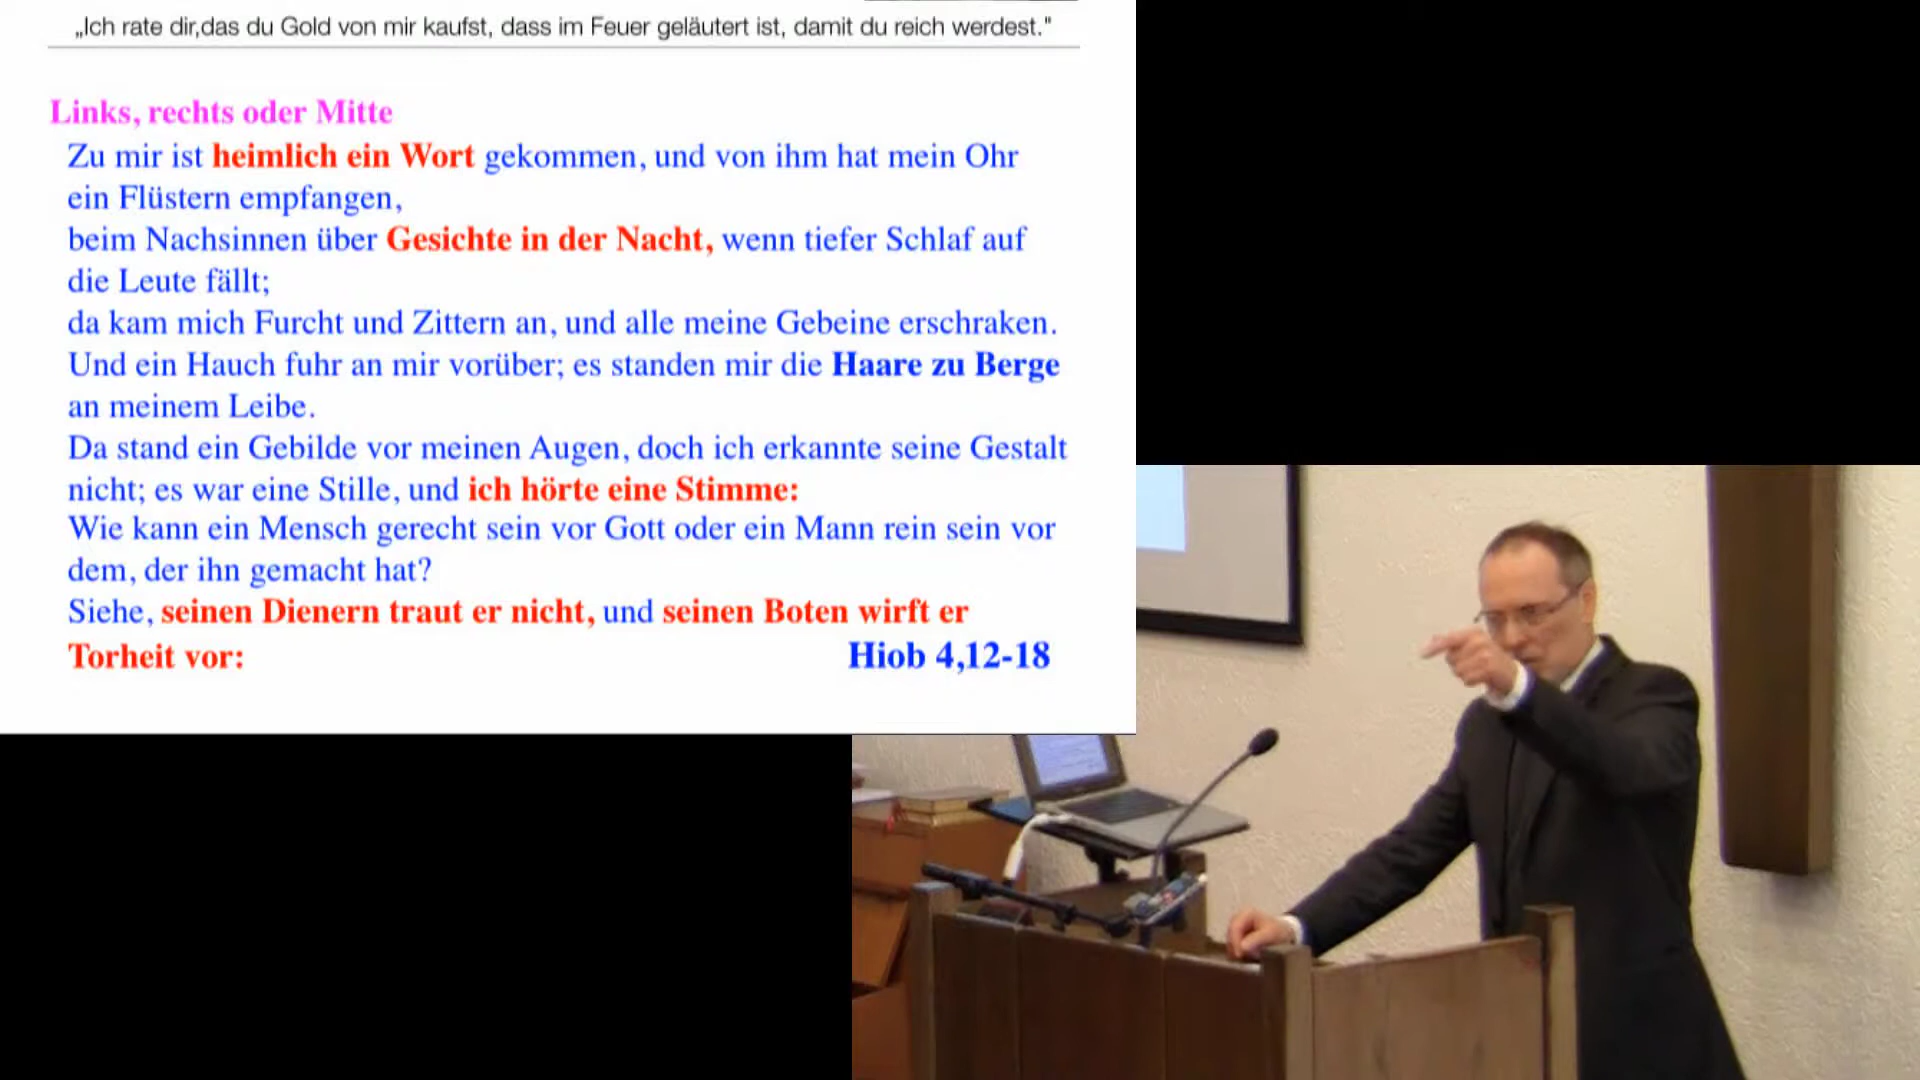 „Ich rate dir,das du Gold von mir kaufst, dass im Feuer geläutert ist, damit du reich werdest."
Links, rechts oder Mitte
Zu mir ist heimlich ein Wort gekommen, und von ihm hat mein Ohr
ein Flüstern empfangen,
beim Nachsinnen über Gesichte in der Nacht, wenn tiefer Schlaf auf
die Leute fällt;
da kam mich Furcht und Zittern an, und alle meine Gebeine erschraken.
Und ein Hauch fuhr an mir vorüber; es standen mir die Haare zu Berge
an meinem Leibe.
Da stand ein Gebilde vor meinen Augen, doch ich erkannte seine Gestalt
nicht; es war eine Stille, und ich hörte eine Stimme:
Wie kann ein Mensch gerecht sein vor Gott oder ein Mann rein sein vor
dem, der ihn gemacht hat?
Siehe, seinen Dienern traut er nicht, und seinen Boten wirft er
Torheit vor: Hiob 4,12-18